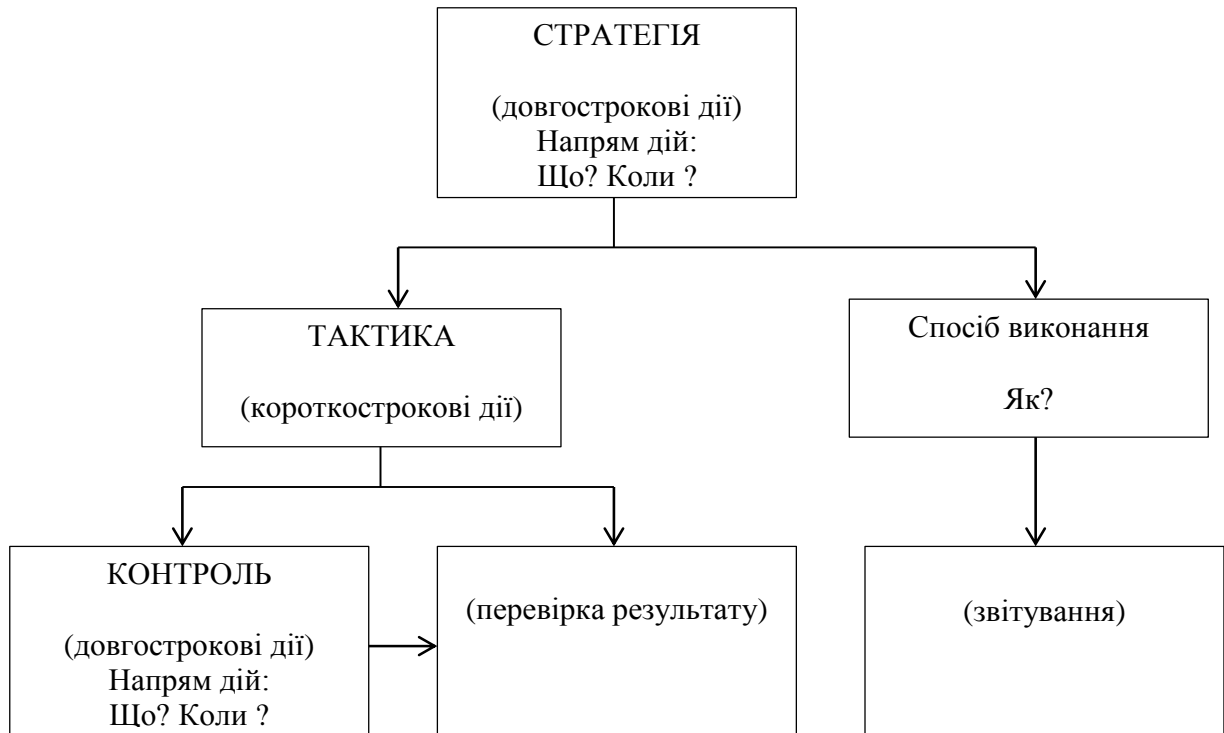 СТРАТЕГІЯ
(довгострокові дії)
Напрям дій:
Що? Коли ?
ТАКТИКА
(короткострокові дії)
Спосіб виконання
Як?
КОНТРОЛЬ
(довгострокові дії)
Напрям дій:
Що? Коли ?
(перевірка результату)
(звітування)